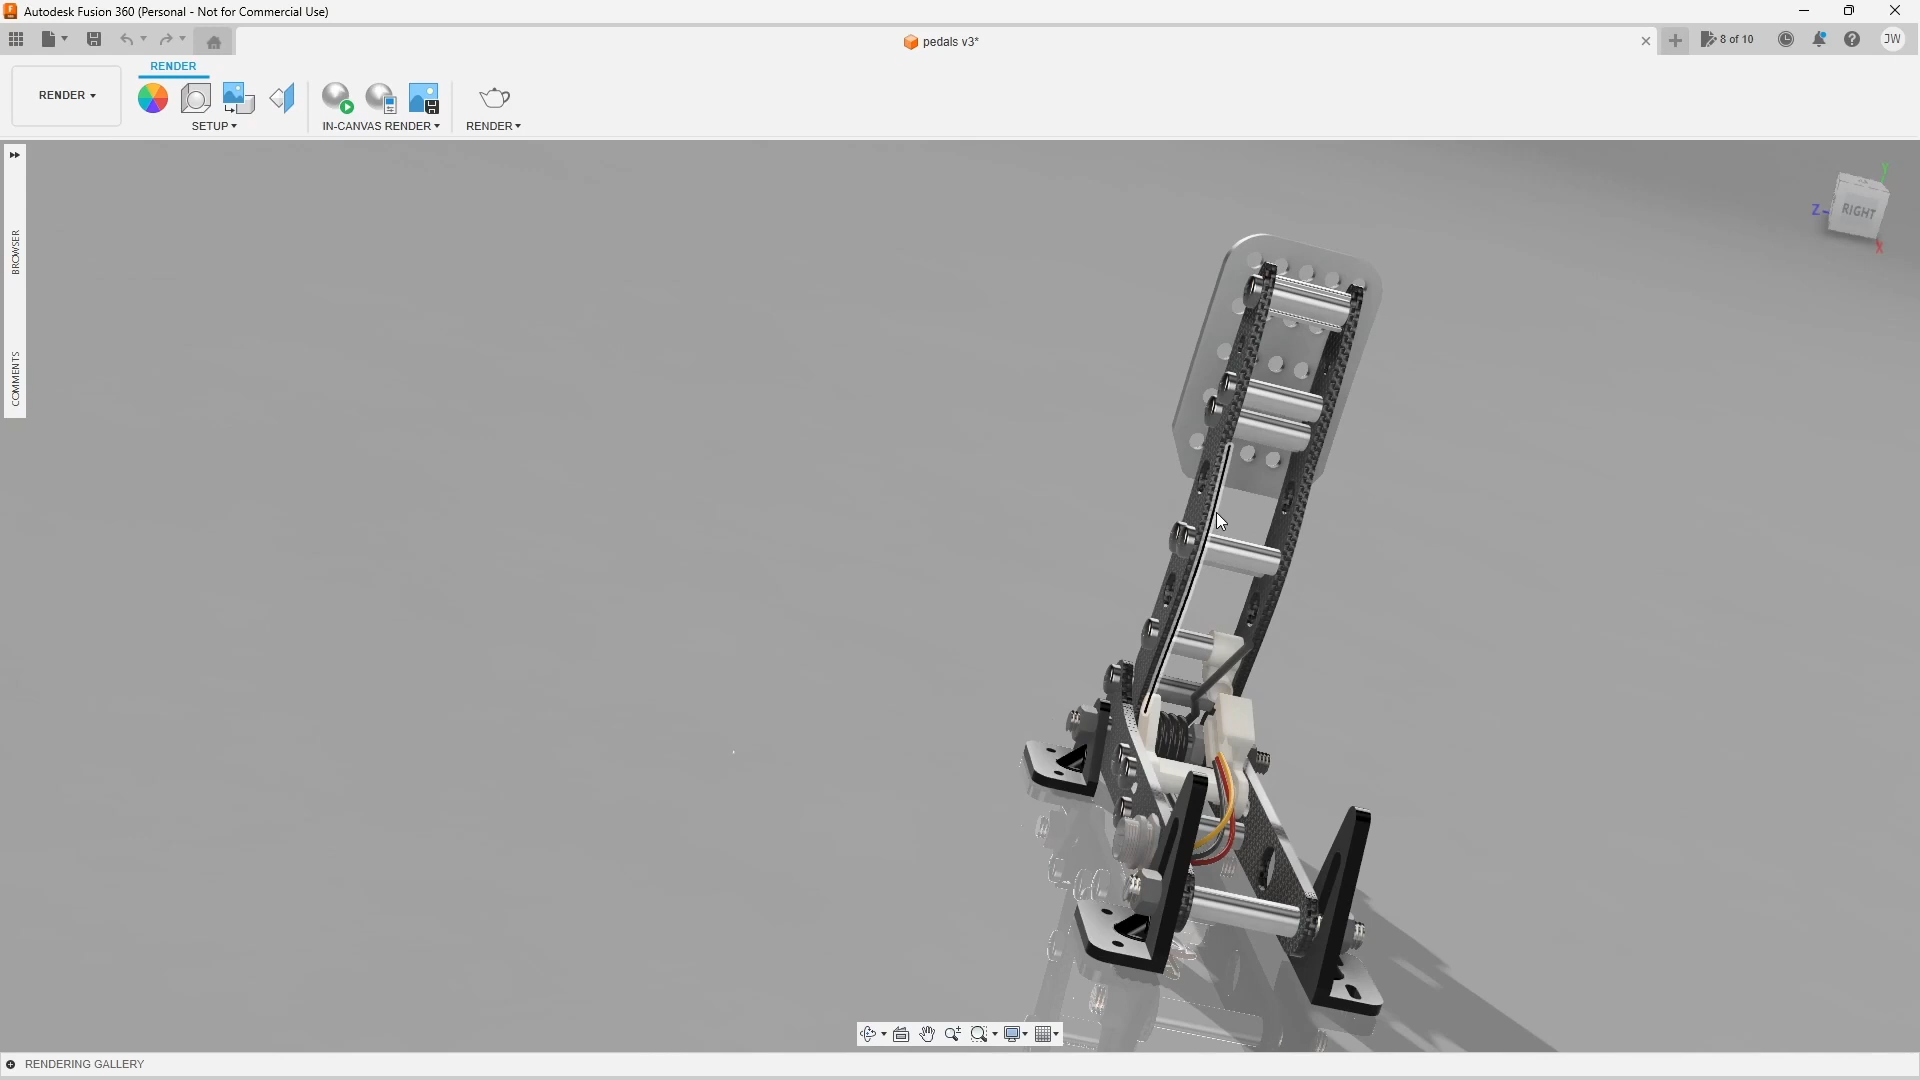 Autodesk Fusion 360 (Personal - Not for Commercial Use)
pedals v3*
8 of 10
JW
RENDER
RENDER
SETUP
IN-CANVAS RENDER
RENDER
BROWSER
COMMENTS
Y
Z
RIGHT
X
RENDERING GALLERY